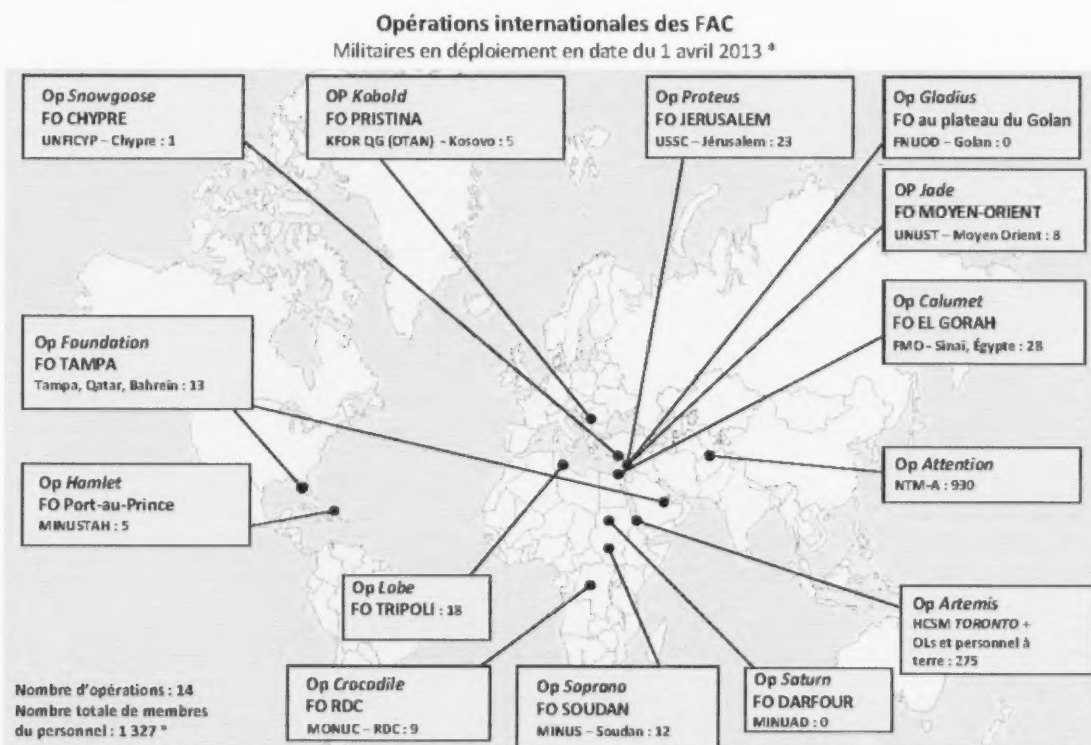 Opérations internationales des FAC
Militaires en déploiement en date du 1 avril 2013 *
Op Snowgoose
FO CHYPRE
UNFICYP – Chypre : 1
OP Kobold
FO PRISTINA
KFOR QG (OTAN) - Kosovo : 5
Op Proteus
FO JERUSALEM
USSC – Jérusalem : 23
Op Gladius
FO au plateau du Golan
FNUOD – Golan : 0
OP Jade
FO MOYEN-ORIENT
UNUST – Moyen Orient : 8
Op Calumet
FO EL GORAH
FMO - Sinaï, Égypte : 28
Op Foundation
FO TAMPA
Tampa, Qatar, Bahreïn : 13
Op Attention
NTM-A : 930
Op Hamlet
FO Port-au-Prince
MINUSTAH : 5
Op Lobe
FO TRIPOLI : 18
Op Artemis
HCSM TORONTO +
OLs et personnel à
terre : 275
Op Crocodile
FO RDC
MONUC – RDC : 9
Op Soprano
FO SOUDAN
MINUS – Soudan : 12
Op Saturn
FO DARFOUR
MINUAD : 0
Nombre d'opérations : 14
Nombre totale de membres
du personnel : 1 327 *